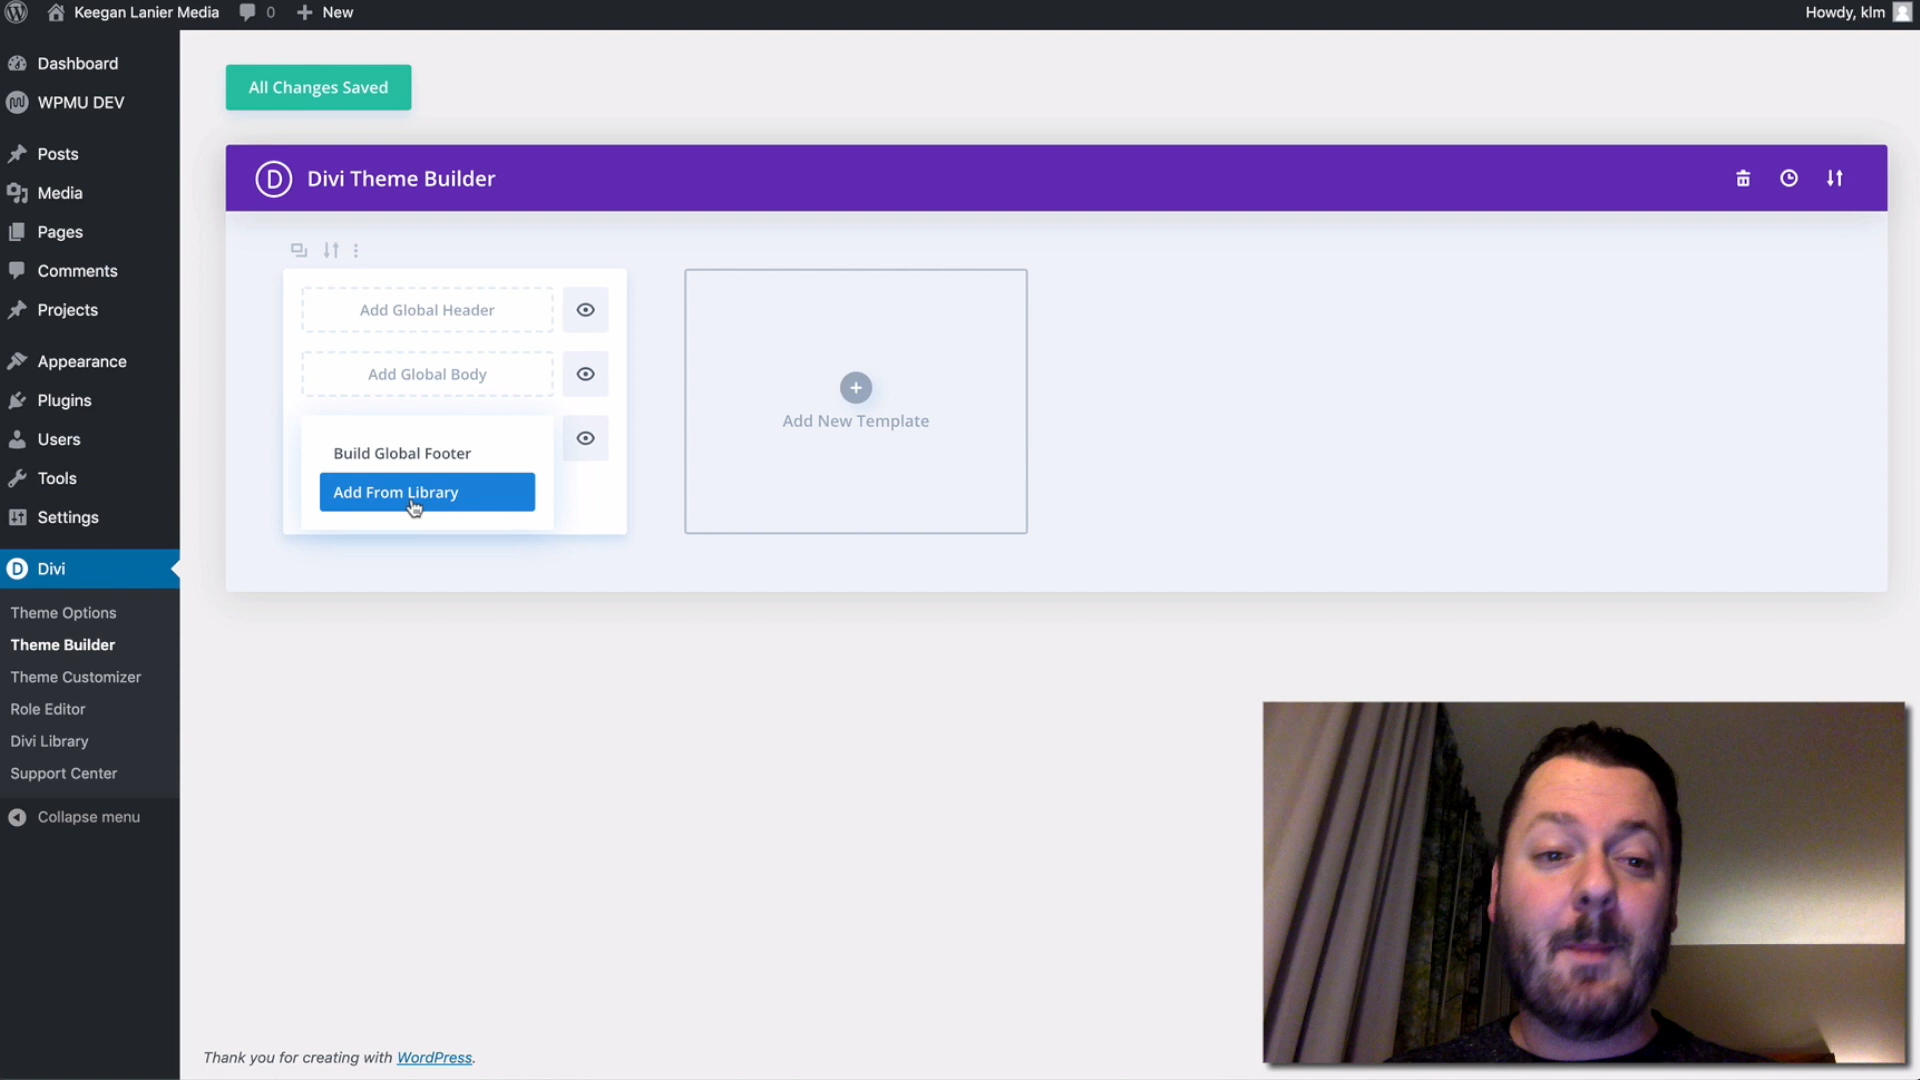 Keegan Lanier Media 0 New
Howdy, klm
Dashboard
WPMU DEV
Posts
Media
Pages
Comments
Projects
Appearance
Plugins
Users
Tools
Settings
Divi
Theme Options
Theme Builder
Theme Customizer
Role Editor
Divi Library
Support Center
Collapse menu
All Changes Saved
D Divi Theme Builder
Add Global Header
Add Global Body
Build Global Footer
Add From Library
Add New Template
Thank you for creating with WordPress.